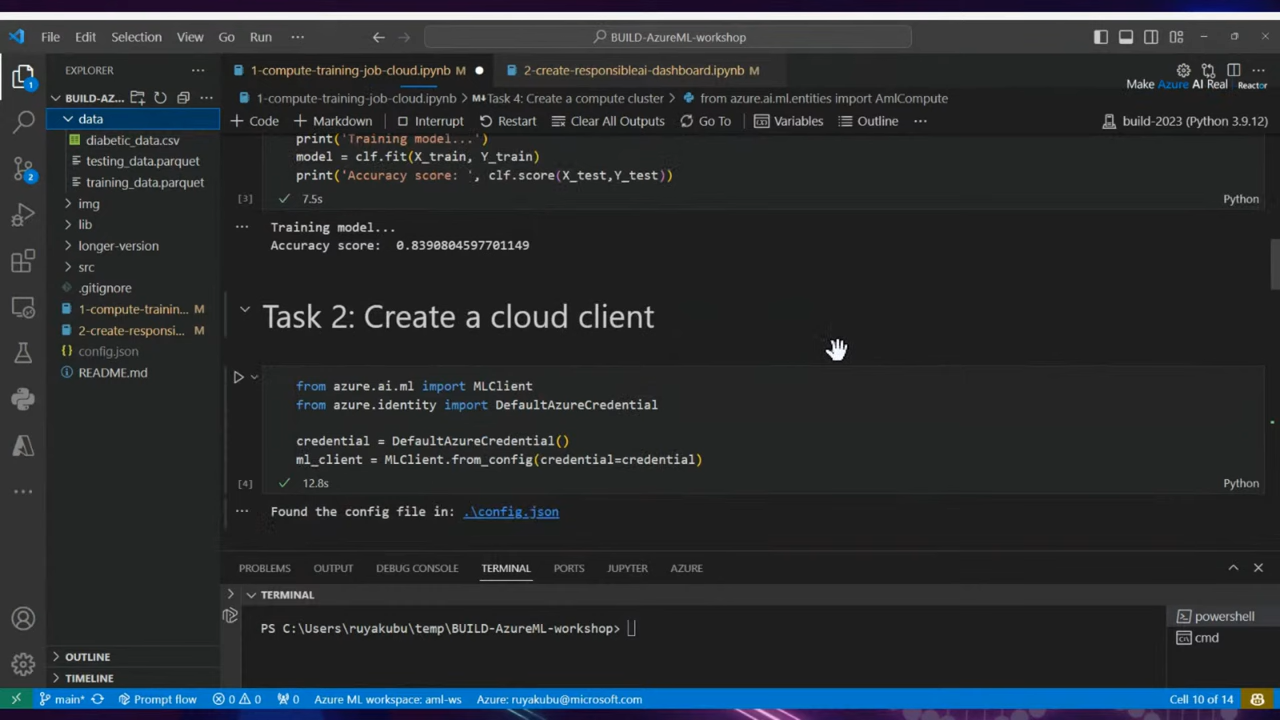 File Edit Selection View Go Run ···
BUILD-AzureML-workshop
EXPLORER ···
1-compute-training-job-cloud.ipynb M
2-create-responsibleai-dashboard.ipynb M
Make Azure AI Real Reactor
BUILD-AZ... ···
1-compute-training-job-cloud.ipynb > M↓ Task 4: Create a compute cluster > from azure.ai.ml.entities import AmlCompute
+ Code + Markdown Interrupt Restart Clear All Outputs Go To Variables Outline ··· build-2023 (Python 3.9.12)
data
diabetic_data.csv
testing_data.parquet
training_data.parquet
img
lib
longer-version
src
.gitignore
1-compute-trainin... M
2-create-responsi... M
config.json
README.md
print('Training model...')
model = clf.fit(X_train, Y_train)
print('Accuracy score: ', clf.score(X_test,Y_test))
[3] 7.5s Python
Training model...
Accuracy score:  0.8390804597701149
Task 2: Create a cloud client
from azure.ai.ml import MLClient
from azure.identity import DefaultAzureCredential
credential = DefaultAzureCredential()
ml_client = MLClient.from_config(credential=credential)
[4] 12.8s Python
Found the config file in: .\config.json
PROBLEMS OUTPUT DEBUG CONSOLE TERMINAL PORTS JUPYTER AZURE
TERMINAL
PS C:\Users\ruyakubu\temp\BUILD-AzureML-workshop>
powershell
cmd
OUTLINE
TIMELINE
1
2
main* Prompt flow 0 0 0 Azure ML workspace: aml-ws Azure: ruyakubu@microsoft.com Cell 10 of 14